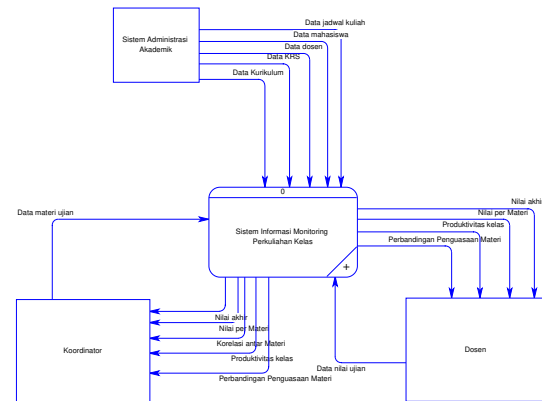 Data jadwal kuliah
Data mahasiswa
Data dosen
Data KRS
Data Kurikulum
Sistem Administrasi
Akademik
0
Sistem Informasi Monitoring
Perkuliahan Kelas
+
Data materi ujian
Nilai akhir
Nilai per Materi
Produktivitas kelas
Perbandingan Penguasaan Materi
Nilai akhir
Nilai per Materi
Korelasi antar Materi
Produktivitas kelas
Perbandingan Penguasaan Materi
Koordinator
Data nilai ujian
Dosen